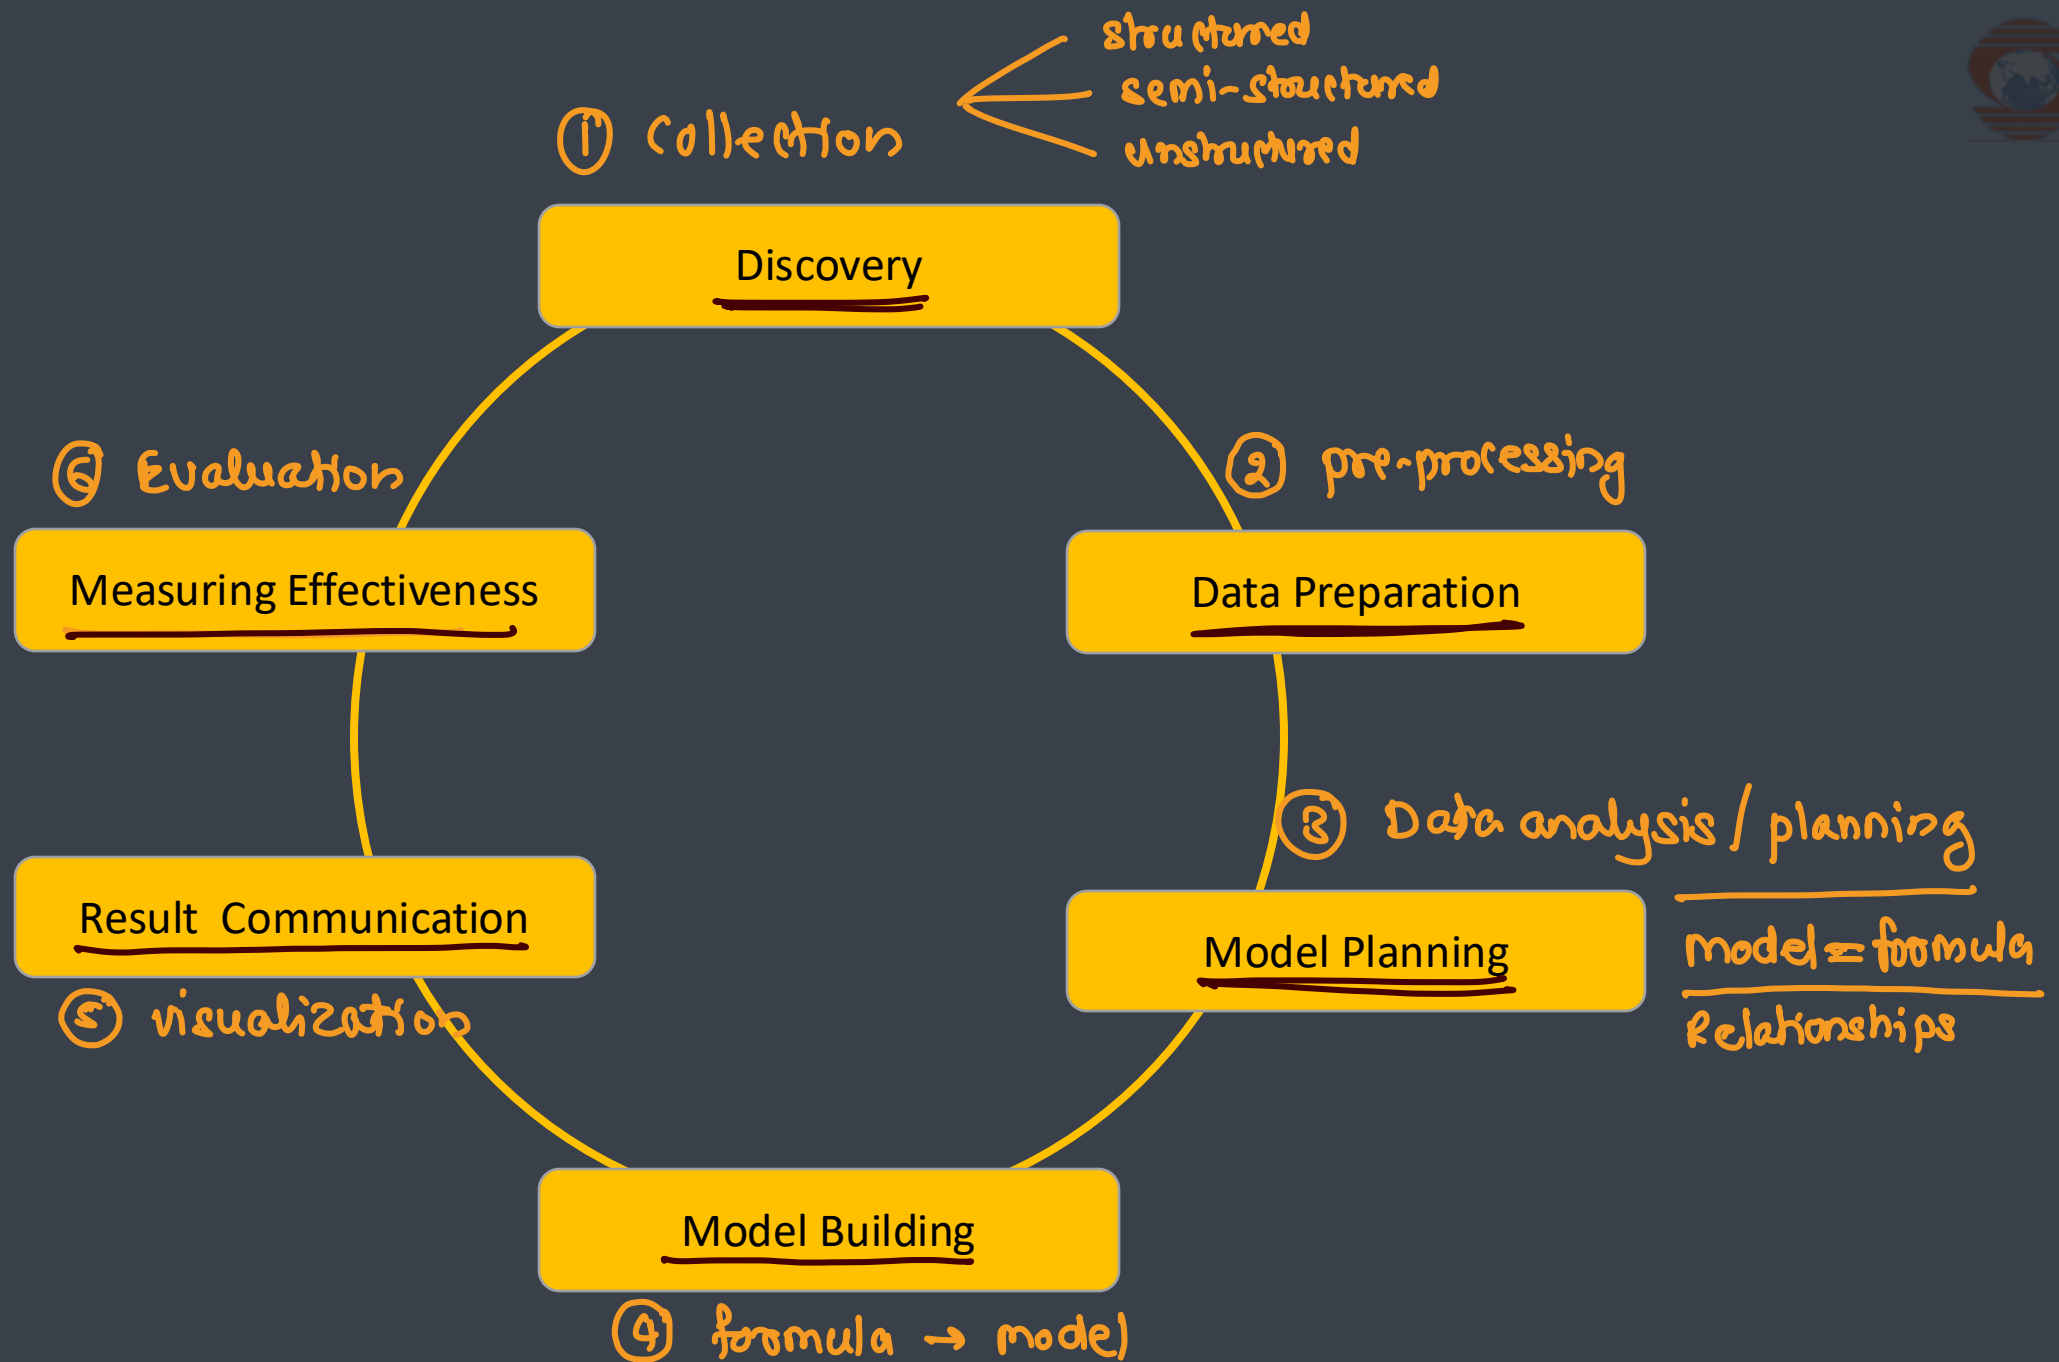 structured
semi-structured
unstructured
① Collection
Discovery
⑥ Evaluation
② pre-processing
Measuring Effectiveness
Data Preparation
③ Data analysis / planning
Result Communication
Model Planning
model = formula
Relationships
⑤ visualization
Model Building
④ formula → model